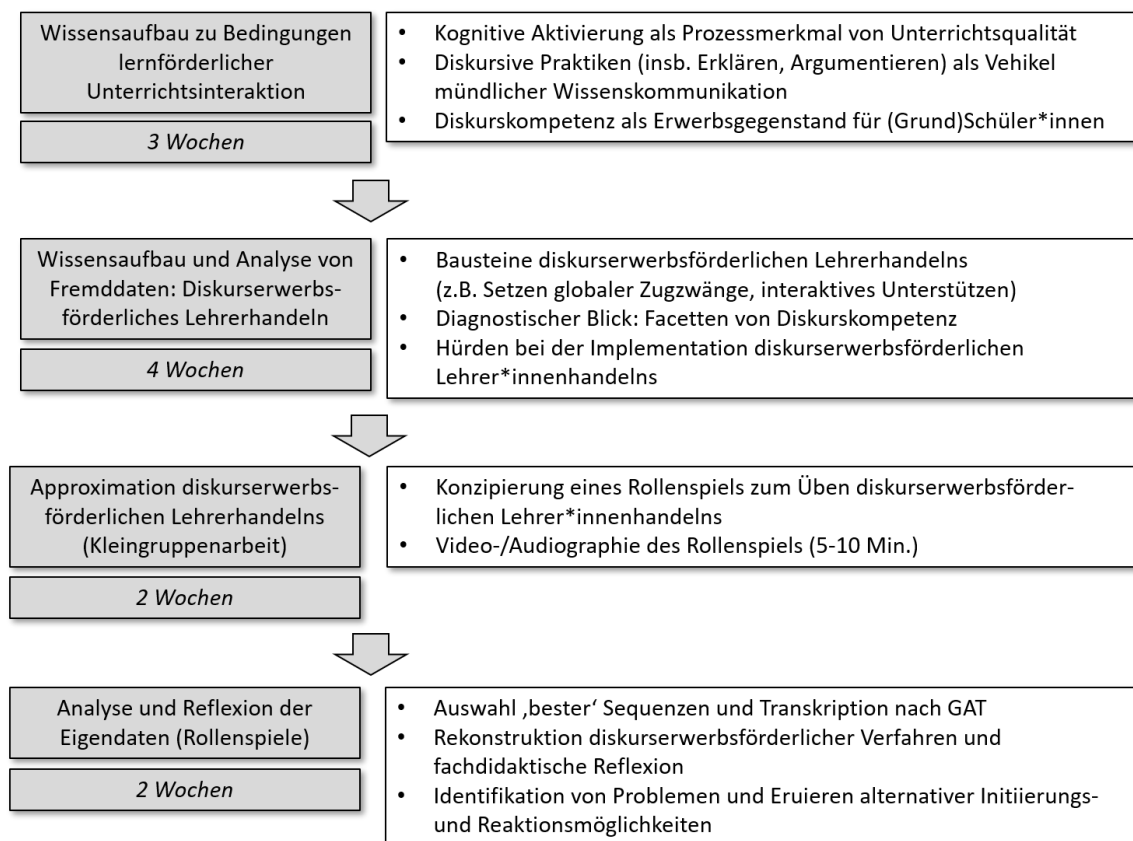 Wissensaufbau zu Bedingungen
lernförderlicher
Unterrichtsinteraktion
3 Wochen
• Kognitive Aktivierung als Prozessmerkmal von Unterrichtsqualität
• Diskursive Praktiken (insb. Erklären, Argumentieren) als Vehikel
mündlicher Wissenskommunikation
• Diskurskompetenz als Erwerbsgegenstand für (Grund)Schüler*innen
Wissensaufbau und Analyse von
Fremddaten: Diskurserwerbs-
förderliches Lehrerhandeln
4 Wochen
• Bausteine diskurserwerbsförderlichen Lehrerhandelns
(z.B. Setzen globaler Zugzwänge, interaktives Unterstützen)
• Diagnostischer Blick: Facetten von Diskurskompetenz
• Hürden bei der Implementation diskurserwerbsförderlichen
Lehrer*innenhandelns
Approximation diskurserwerbs-
förderlichen Lehrerhandelns
(Kleingruppenarbeit)
2 Wochen
• Konzipierung eines Rollenspiels zum Üben diskurserwerbsförder-
lichen Lehrer*innenhandelns
• Video-/Audiographie des Rollenspiels (5-10 Min.)
Analyse und Reflexion der
Eigendaten (Rollenspiele)
2 Wochen
• Auswahl ‚bester‘ Sequenzen und Transkription nach GAT
• Rekonstruktion diskurserwerbsförderlicher Verfahren und
fachdidaktische Reflexion
• Identifikation von Problemen und Eruieren alternativer Initiierungs-
und Reaktionsmöglichkeiten